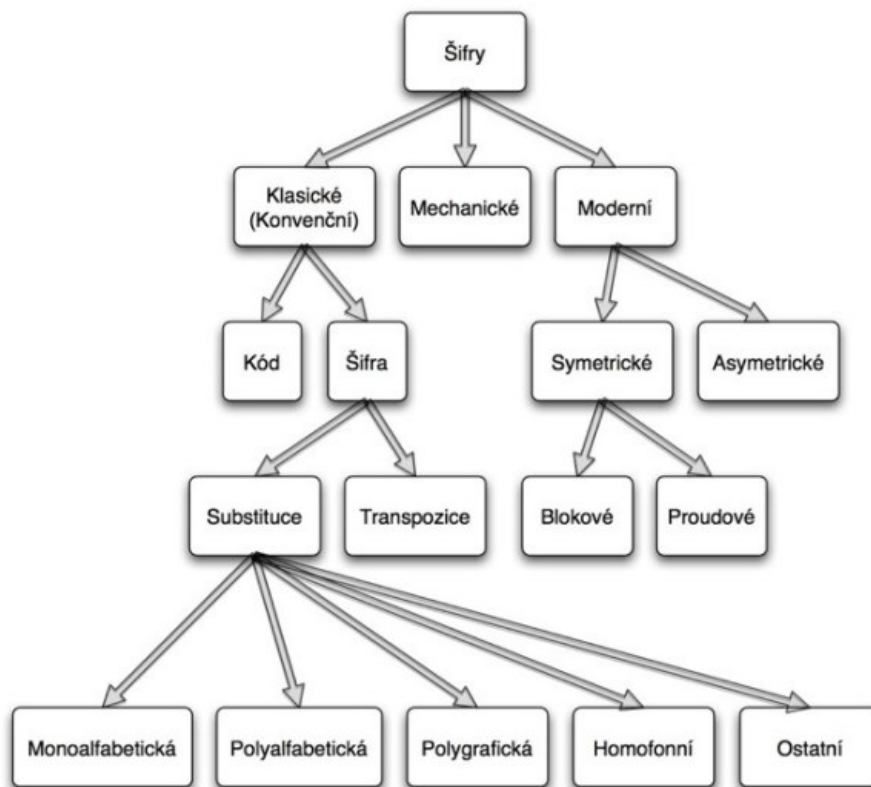 Šifry
Klasické
(Konvenční)
Mechanické
Moderní
Kód
Šifra
Symetrické
Asymetrické
Substituce
Transpozice
Blokové
Proudové
Monoalfabetická
Polyalfabetická
Polygrafická
Homofonní
Ostatní